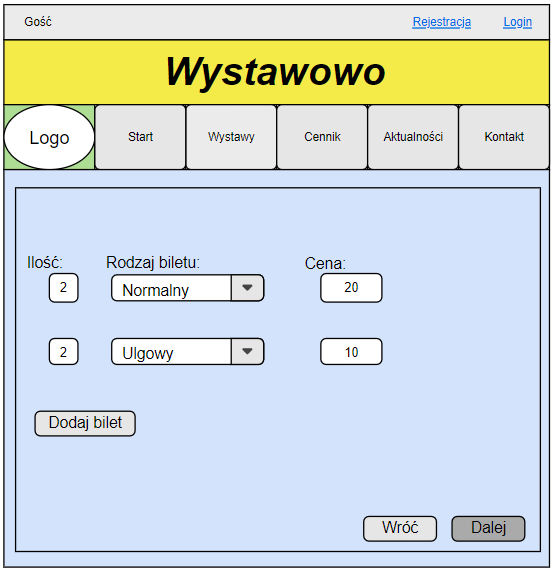 Gość Rejestracja Login
Wystawowo
Logo Start Wystawy Cennik Aktualności Kontakt
Ilość: Rodzaj biletu: Cena:
2 Normalny 20
2 Ulgowy 10
Dodaj bilet
Wróć Dalej